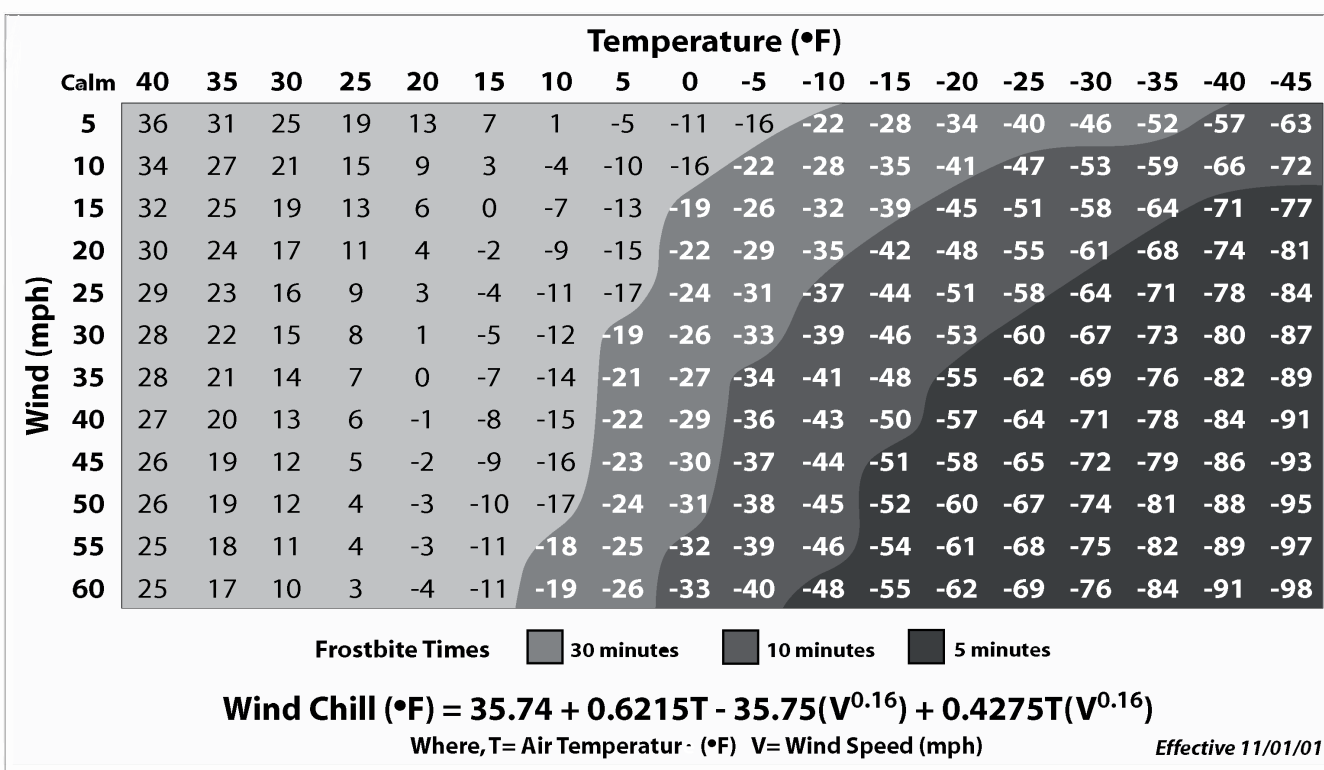 Temperature (•F)
Calm 40 35 30 25 20 15 10 5 0 -5 -10 -15 -20 -25 -30 -35 -40 -45
5 36 31 25 19 13 7 1 -5 -11 -16 -22 -28 -34 -40 -46 -52 -57 -63
10 34 27 21 15 9 3 -4 -10 -16 -22 -28 -35 -41 -47 -53 -59 -66 -72
15 32 25 19 13 6 0 -7 -13 -19 -26 -32 -39 -45 -51 -58 -64 -71 -77
20 30 24 17 11 4 -2 -9 -15 -22 -29 -35 -42 -48 -55 -61 -68 -74 -81
25 29 23 16 9 3 -4 -11 -17 -24 -31 -37 -44 -51 -58 -64 -71 -78 -84
30 28 22 15 8 1 -5 -12 -19 -26 -33 -39 -46 -53 -60 -67 -73 -80 -87
35 28 21 14 7 0 -7 -14 -21 -27 -34 -41 -48 -55 -62 -69 -76 -82 -89
40 27 20 13 6 -1 -8 -15 -22 -29 -36 -43 -50 -57 -64 -71 -78 -84 -91
45 26 19 12 5 -2 -9 -16 -23 -30 -37 -44 -51 -58 -65 -72 -79 -86 -93
50 26 19 12 4 -3 -10 -17 -24 -31 -38 -45 -52 -60 -67 -74 -81 -88 -95
55 25 18 11 4 -3 -11 -18 -25 -32 -39 -46 -54 -61 -68 -75 -82 -89 -97
60 25 17 10 3 -4 -11 -19 -26 -33 -40 -48 -55 -62 -69 -76 -84 -91 -98
Wind (mph)
Frostbite Times 30 minutes 10 minutes 5 minutes
Wind Chill (•F) = 35.74 + 0.6215T - 35.75(V^0.16) + 0.4275T(V^0.16)
Where, T= Air Temperatur · (•F) V= Wind Speed (mph)
Effective 11/01/01